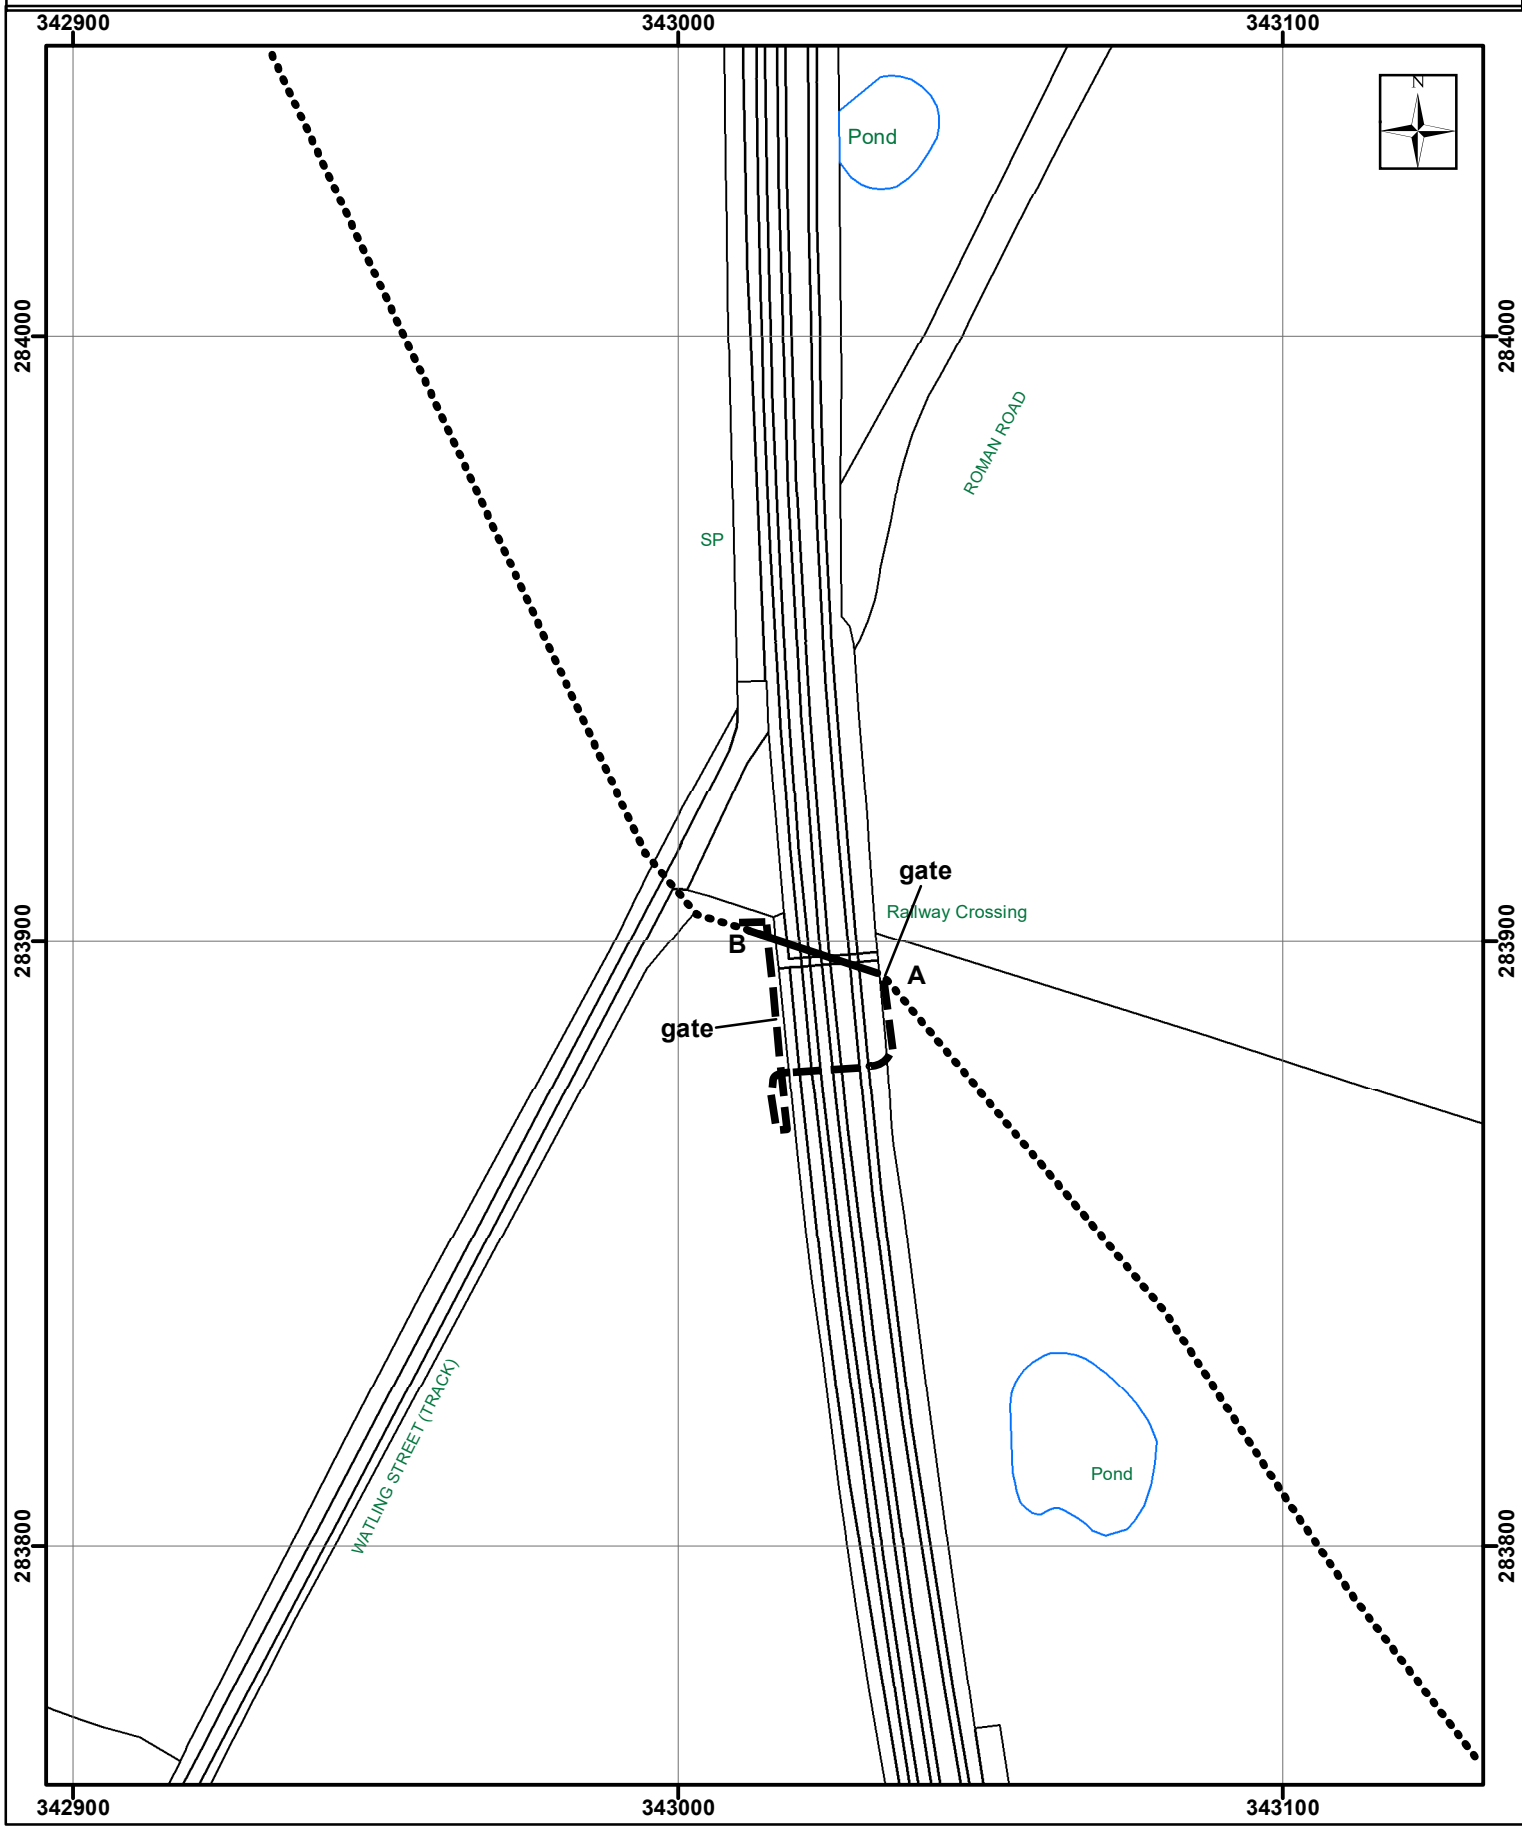 342900 343000 343100
N
Pond
284000 284000
ROMAN ROAD
SP
gate
Railway Crossing
283900 283900
B
A
gate
WATLING STREET (TRACK)
Pond
283800 283800
342900 343000 343100